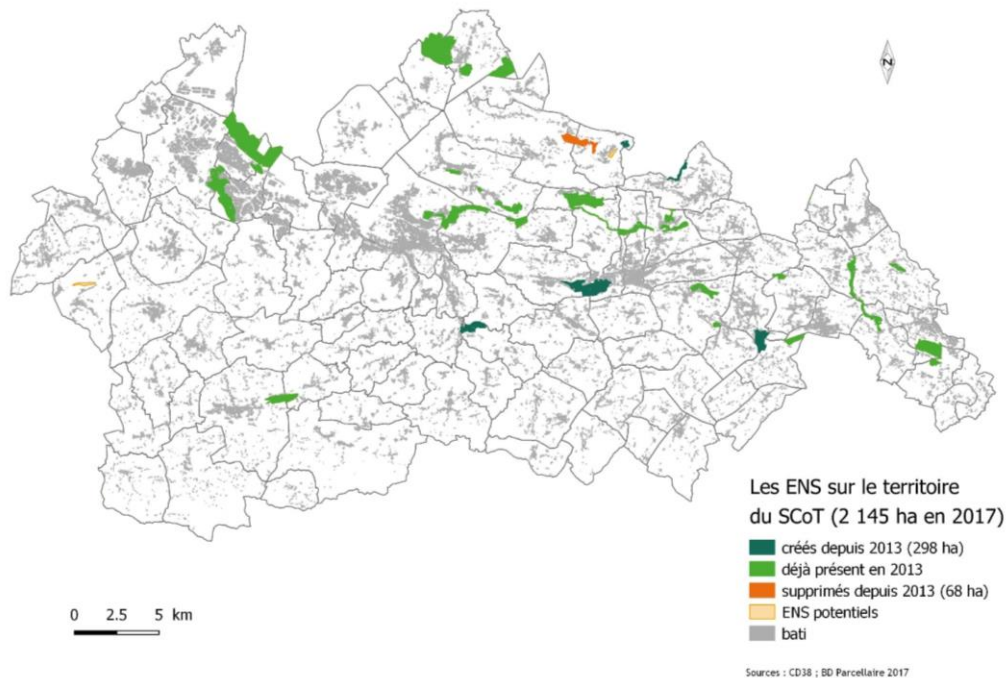 N
Les ENS sur le territoire
du SCoT (2 145 ha en 2017)
créés depuis 2013 (298 ha)
déjà présent en 2013
supprimés depuis 2013 (68 ha)
ENS potentiels
bati
0 2.5 5 km
Sources : CD38 ; BD Parcellaire 2017